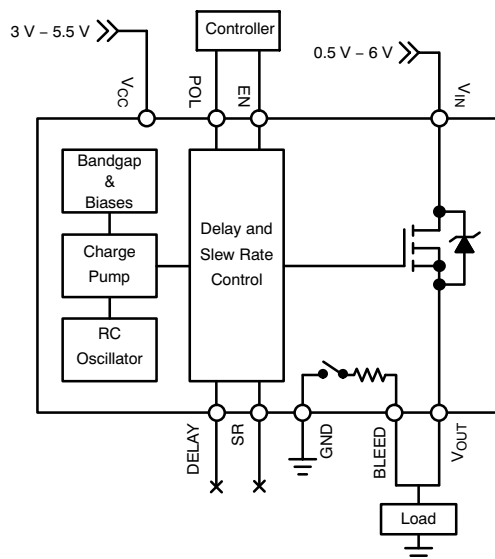 3 V – 5.5 V
Controller
0.5 V – 6 V
VCC
POL
EN
VIN
Bandgap
&
Biases
Charge
Pump
RC
Oscillator
Delay and
Slew Rate
Control
DELAY
SR
GND
BLEED
VOUT
Load